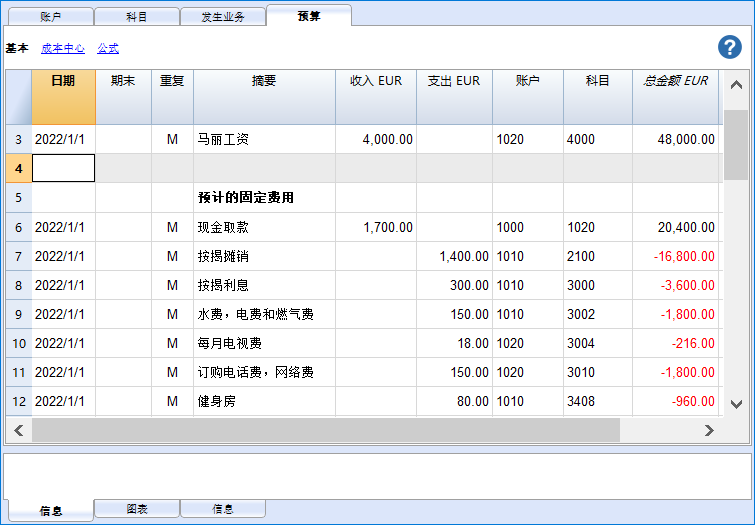 账户 科目 发生业务 预算
基本 成本中心 公式 ?
日期 期末 重复 摘要 收入 EUR 支出 EUR 账户 科目 总金额 EUR
3 2022/1/1 M 马丽工资 4,000.00 1020 4000 48,000.00
4
5 预计的固定费用
6 2022/1/1 M 现金取款 1,700.00 1000 1020 20,400.00
7 2022/1/1 M 按揭摊销 1,400.00 1010 2100 -16,800.00
8 2022/1/1 M 按揭利息 300.00 1010 3000 -3,600.00
9 2022/1/1 M 水费，电费和燃气费 150.00 1010 3002 -1,800.00
10 2022/1/1 M 每月电视费 18.00 1020 3004 -216.00
11 2022/1/1 M 订购电话费，网络费 150.00 1020 3010 -1,800.00
12 2022/1/1 M 健身房 80.00 1010 3408 -960.00
信息 图表 信息